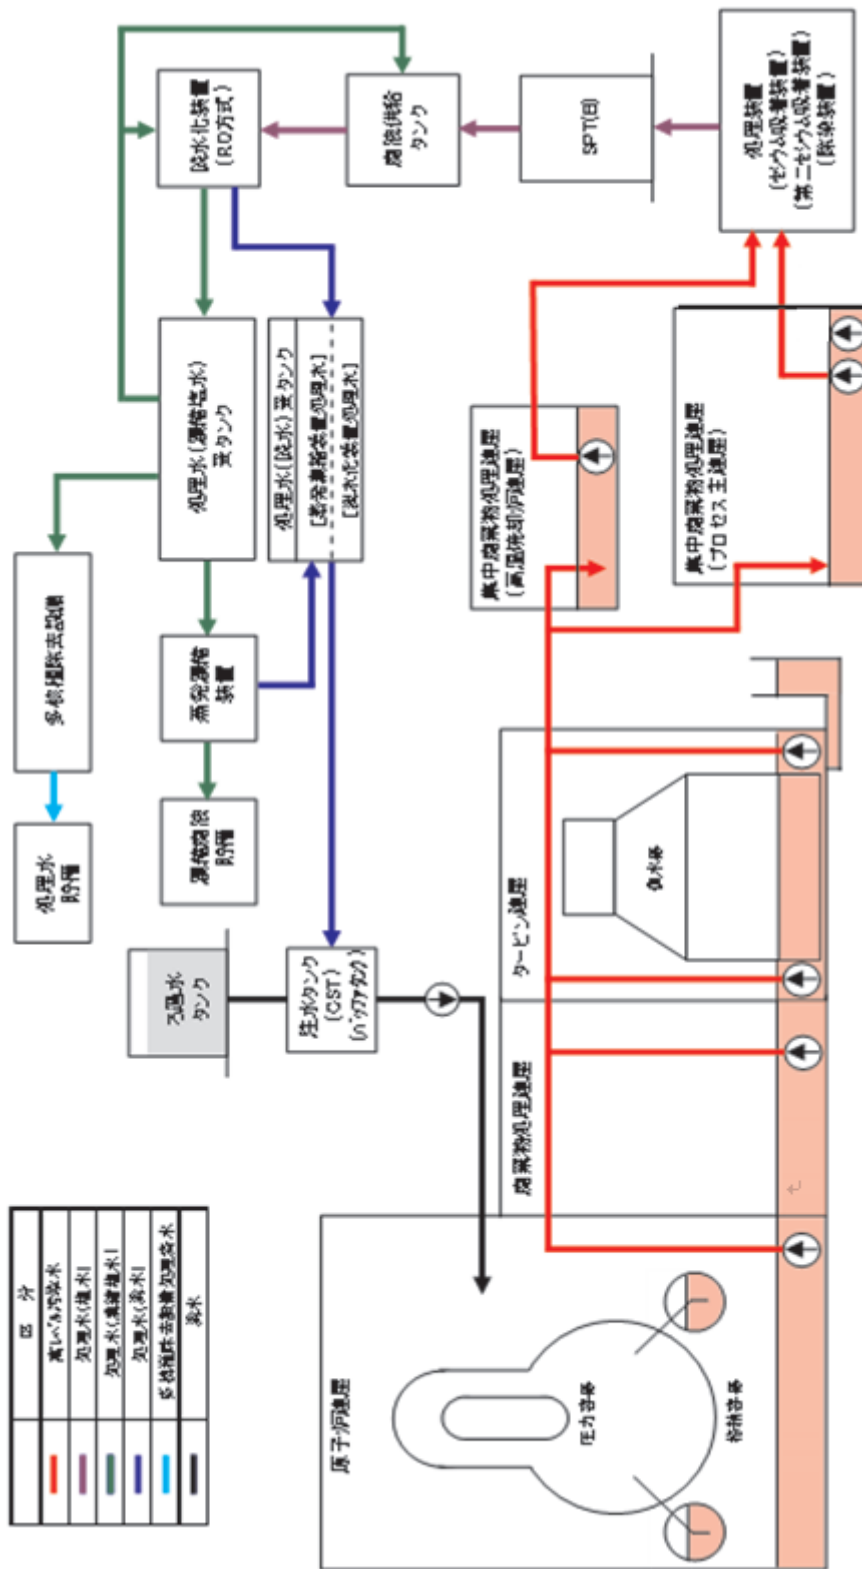 区 分
高レベル汚染水
処理水(塩水)
処理水(濃縮塩水)
処理水(淡水)
多核種除去設備処理済水
淡水
処理水
貯槽
多核種除去設備
ろ過水
タンク
濃縮廃液
貯槽
蒸発濃縮
装置
処理水(濃縮塩水)
受タンク
淡水化装置
(RO方式)
注水タンク
(CST)
(バッファタンク)
処理水(淡水)受タンク
[蒸発濃縮装置処理水]
[淡水化装置処理水]
廃液供給
タンク
SPT(B)
処理装置
(セシウム吸着装置)
(第二セシウム吸着装置)
(除染装置)
原子炉建屋
圧力容器
格納容器
廃棄物処理建屋
タービン建屋
復水器
集中廃棄物処理建屋
(高温焼却炉建屋)
集中廃棄物処理建屋
(プロセス主建屋)